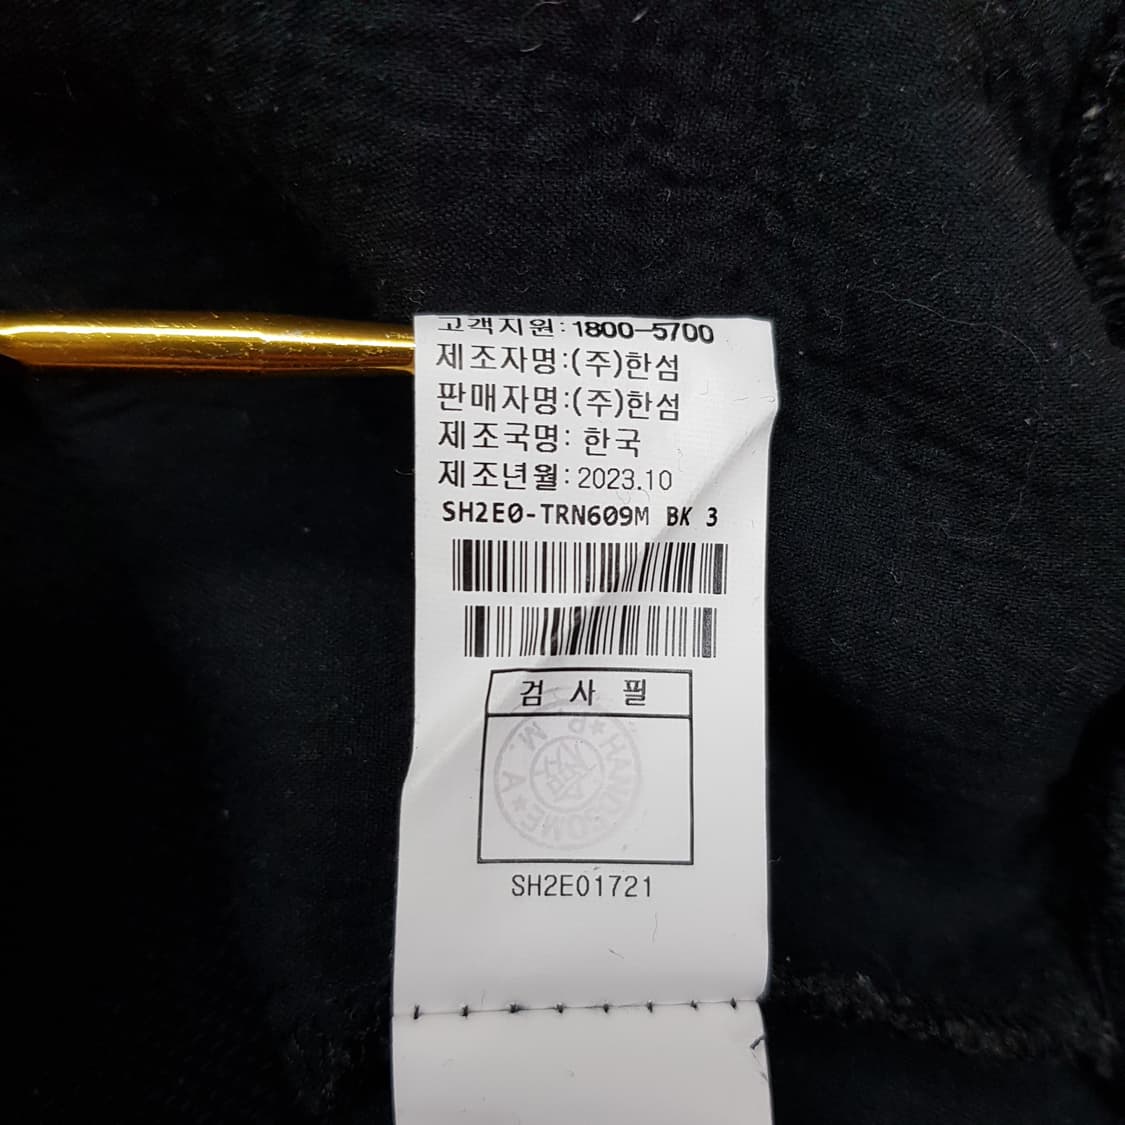 고객지원: 1800-5700
제조자명:(주)한섬
판매자명:(주)한섬
제조국명: 한국
제조년월: 2023.10
SH2E0-TRN609M BK 3
검 사 필
HANDSOME★ A. M. P★
SH2E01721